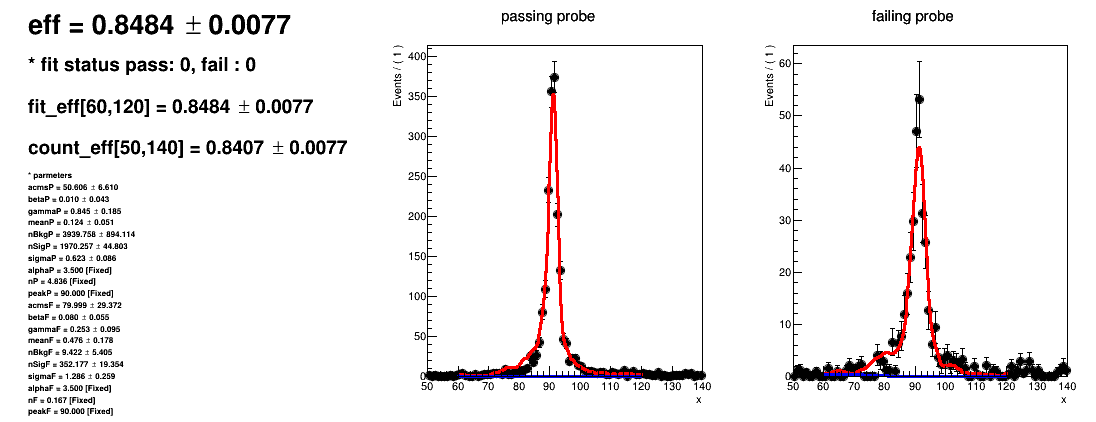 eff = 0.8484 ± 0.0077
* fit status pass: 0, fail : 0
fit_eff[60,120] = 0.8484 ± 0.0077
count_eff[50,140] = 0.8407 ± 0.0077
* parmeters
acmsP = 50.606 ± 6.610
betaP = 0.010 ± 0.043
gammaP = 0.845 ± 0.185
meanP = 0.124 ± 0.051
nBkgP = 3939.758 ± 894.114
nSigP = 1970.257 ± 44.803
sigmaP = 0.623 ± 0.086
alphaP = 3.500 [Fixed]
nP = 4.836 [Fixed]
peakP = 90.000 [Fixed]
acmsF = 79.999 ± 29.372
betaF = 0.080 ± 0.055
gammaF = 0.253 ± 0.095
meanF = 0.476 ± 0.178
nBkgF = 9.422 ± 5.405
nSigF = 352.177 ± 19.354
sigmaF = 1.286 ± 0.259
alphaF = 3.500 [Fixed]
nF = 0.167 [Fixed]
peakF = 90.000 [Fixed]
passing probe
Events / ( 1 )
400
350
300
250
200
150
100
50
0
50 60 70 80 90 100 110 120 130 140
x
failing probe
Events / ( 1 )
60
50
40
30
20
10
0
50 60 70 80 90 100 110 120 130 140
x